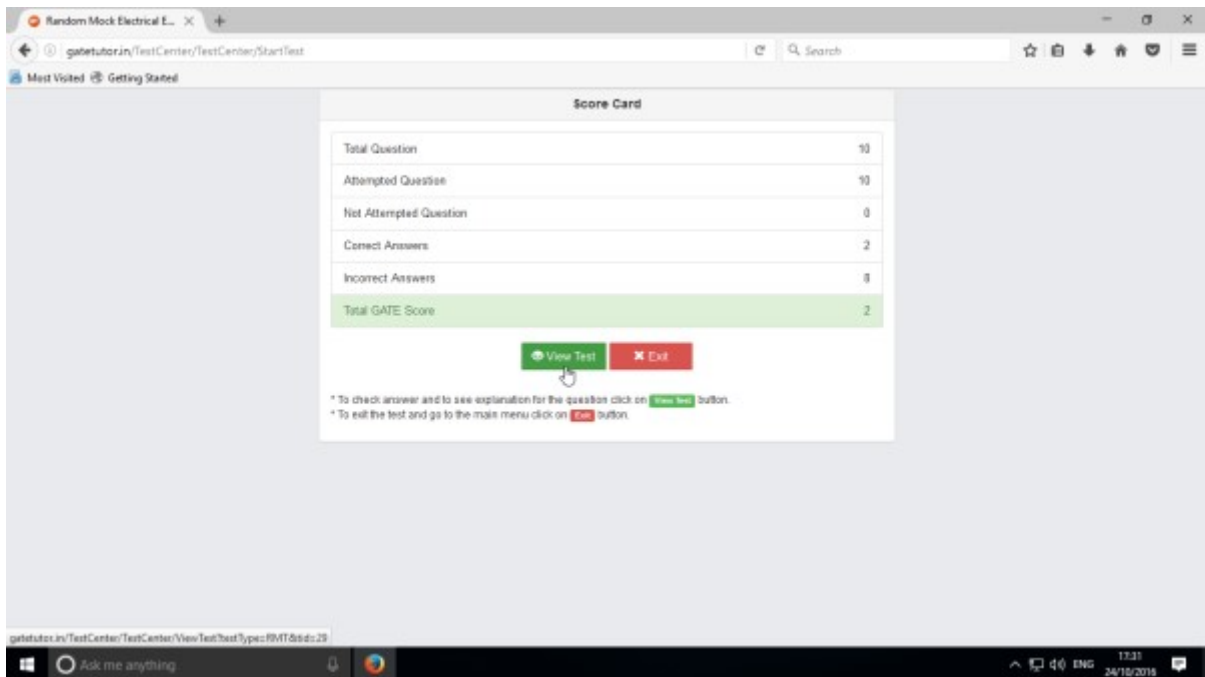 Random Mock Electrical E...
gatetutor.in/TestCenter/TestCenter/StartTest
Search
Most Visited Getting Started
Score Card
Total Question 10
Attempted Question 10
Not Attempted Question 0
Correct Answers 2
Incorrect Answers 8
Total GATE Score 2
View Test Exit
* To check answer and to see explanation for the question click on View Test button.
* To exit the test and go to the main menu click on Exit button.
gatetutor.in/TestCenter/TestCenter/ViewTest?testType=RMT&tid=29
Ask me anything
ENG
17:31
24/10/2016